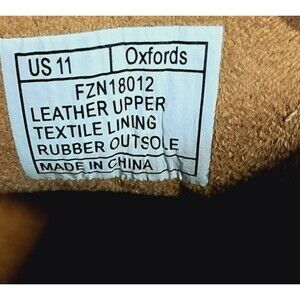 US 11 Oxfords
FZN18012
LEATHER UPPER
TEXTILE LINING
RUBBER OUTSOLE
MADE IN CHINA